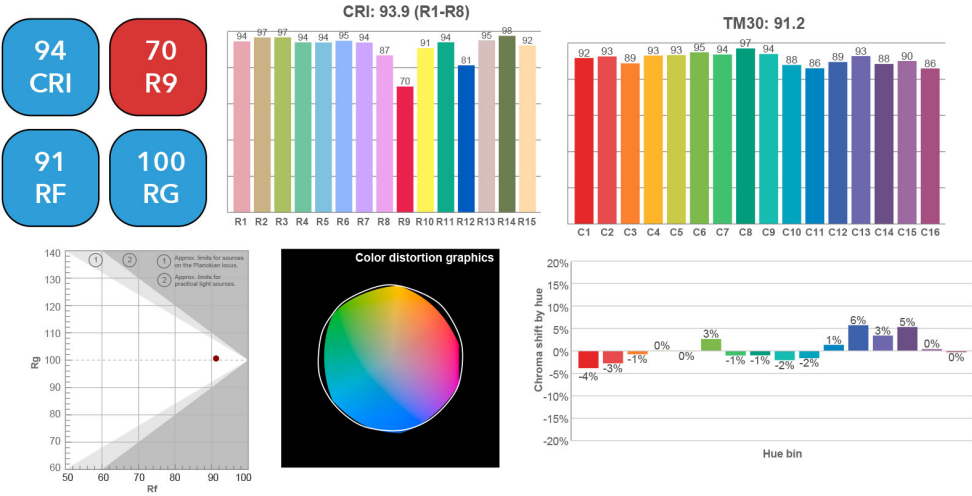 94
CRI
70
R9
91
RF
100
RG
CRI: 93.9 (R1-R8)
94 97 97 94 94 95 94 87 70 91 94 81 95 98 92
R1 R2 R3 R4 R5 R6 R7 R8 R9 R10 R11 R12 R13 R14 R15
TM30: 91.2
92 93 89 93 93 95 94 97 94 88 86 89 93 88 90 86
C1 C2 C3 C4 C5 C6 C7 C8 C9 C10 C11 C12 C13 C14 C15 C16
140
130
120
110
100
90
80
70
60
Rg
50 60 70 80 90 100
Rf
1
2
1 Approx. limits for sources
on the Planckian locus.
2 Approx. limits for
practical light sources.
Color distortion graphics
Chroma shift by hue
20%
15%
10%
5%
0%
-5%
-10%
-15%
-20%
-4% -3% -1% 0% 0% 3% -1% -1% -2% -2% 1% 6% 3% 5% 0% 0%
Hue bin